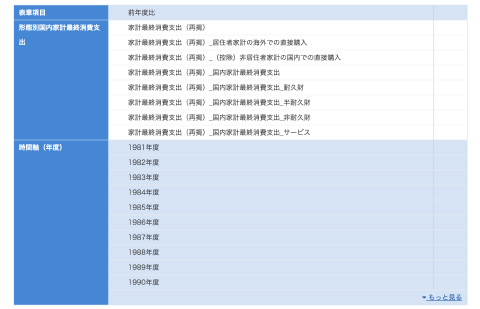 表章項目
前年度比
形態別国内家計最終消費支出
家計最終消費支出（再掲）
家計最終消費支出（再掲）_居住者家計の海外での直接購入
家計最終消費支出（再掲）_（控除）非居住者家計の国内での直接購入
家計最終消費支出（再掲）_国内家計最終消費支出
家計最終消費支出（再掲）_国内家計最終消費支出_耐久財
家計最終消費支出（再掲）_国内家計最終消費支出_半耐久財
家計最終消費支出（再掲）_国内家計最終消費支出_非耐久財
家計最終消費支出（再掲）_国内家計最終消費支出_サービス
時間軸（年度）
1981年度
1982年度
1983年度
1984年度
1985年度
1986年度
1987年度
1988年度
1989年度
1990年度
もっと見る